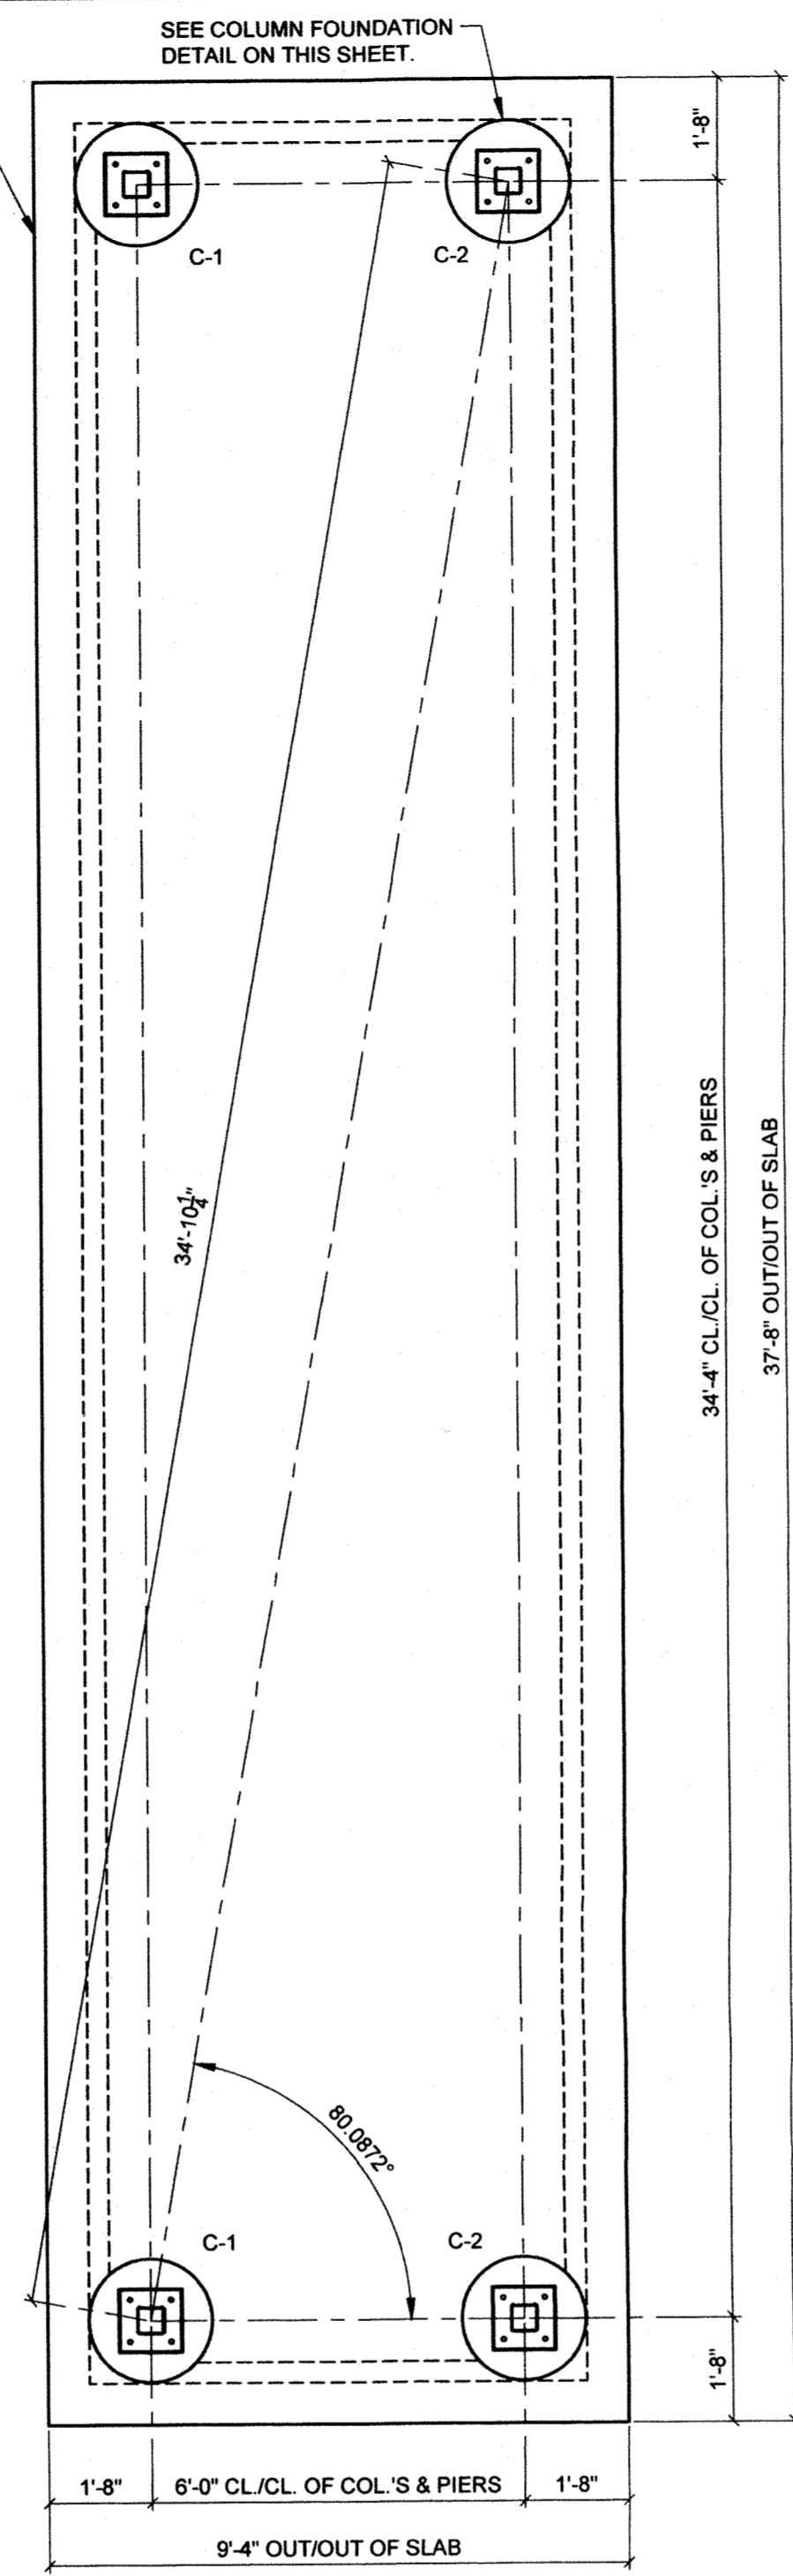 SEE COLUMN FOUNDATION
DETAIL ON THIS SHEET.
1'-8"
C-1
C-2
34'-10 1/4"
34'-4" CL./CL. OF COL.'S & PIERS
37'-8" OUT/OUT OF SLAB
80.0872°
C-1
C-2
1'-8"
1'-8"
6'-0" CL./CL. OF COL.'S & PIERS
1'-8"
9'-4" OUT/OUT OF SLAB